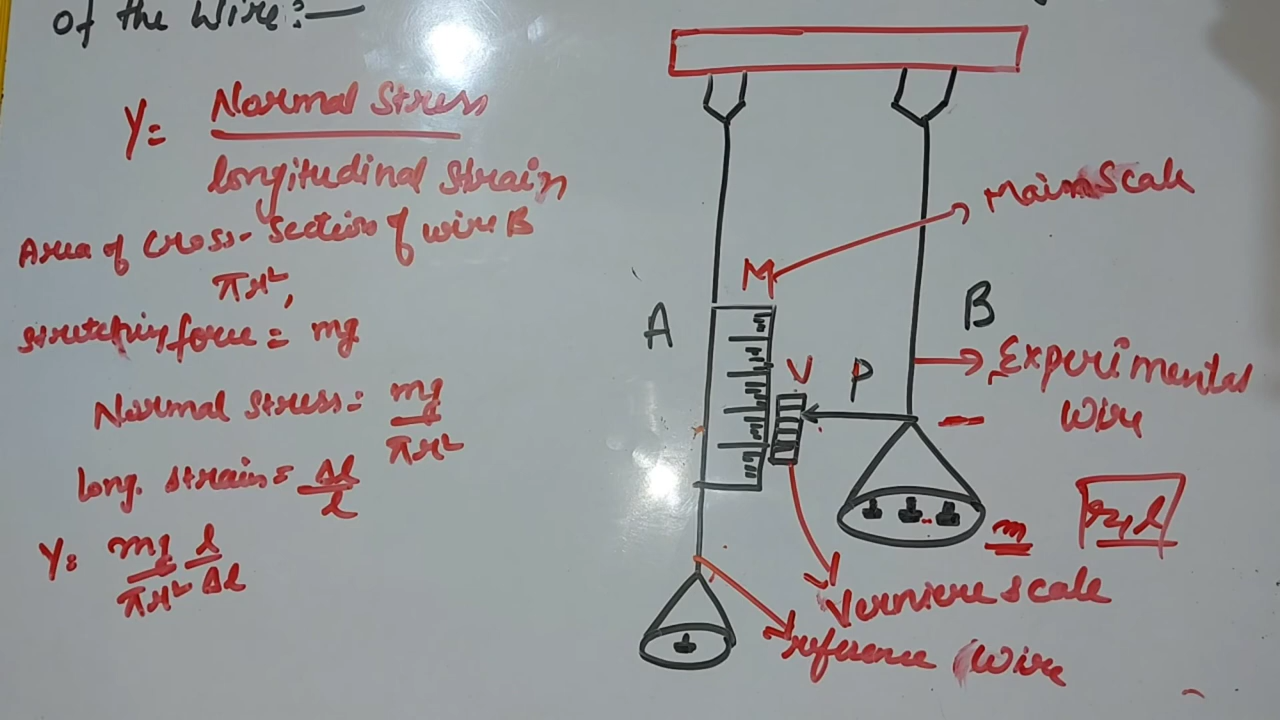 of the Wire:—
Y= Normal Stress
longitudinal Strain
Area of Cross-Section of wire B
πr²,
stretching force = mg
Normal Stress = mg
πr²
Long. strain = Δl
l
Y= mg l
πr² Δl
Main Scale
M
A
B
V
P
Experimental
Wire
m
r, l
Verniere scale
reference Wire